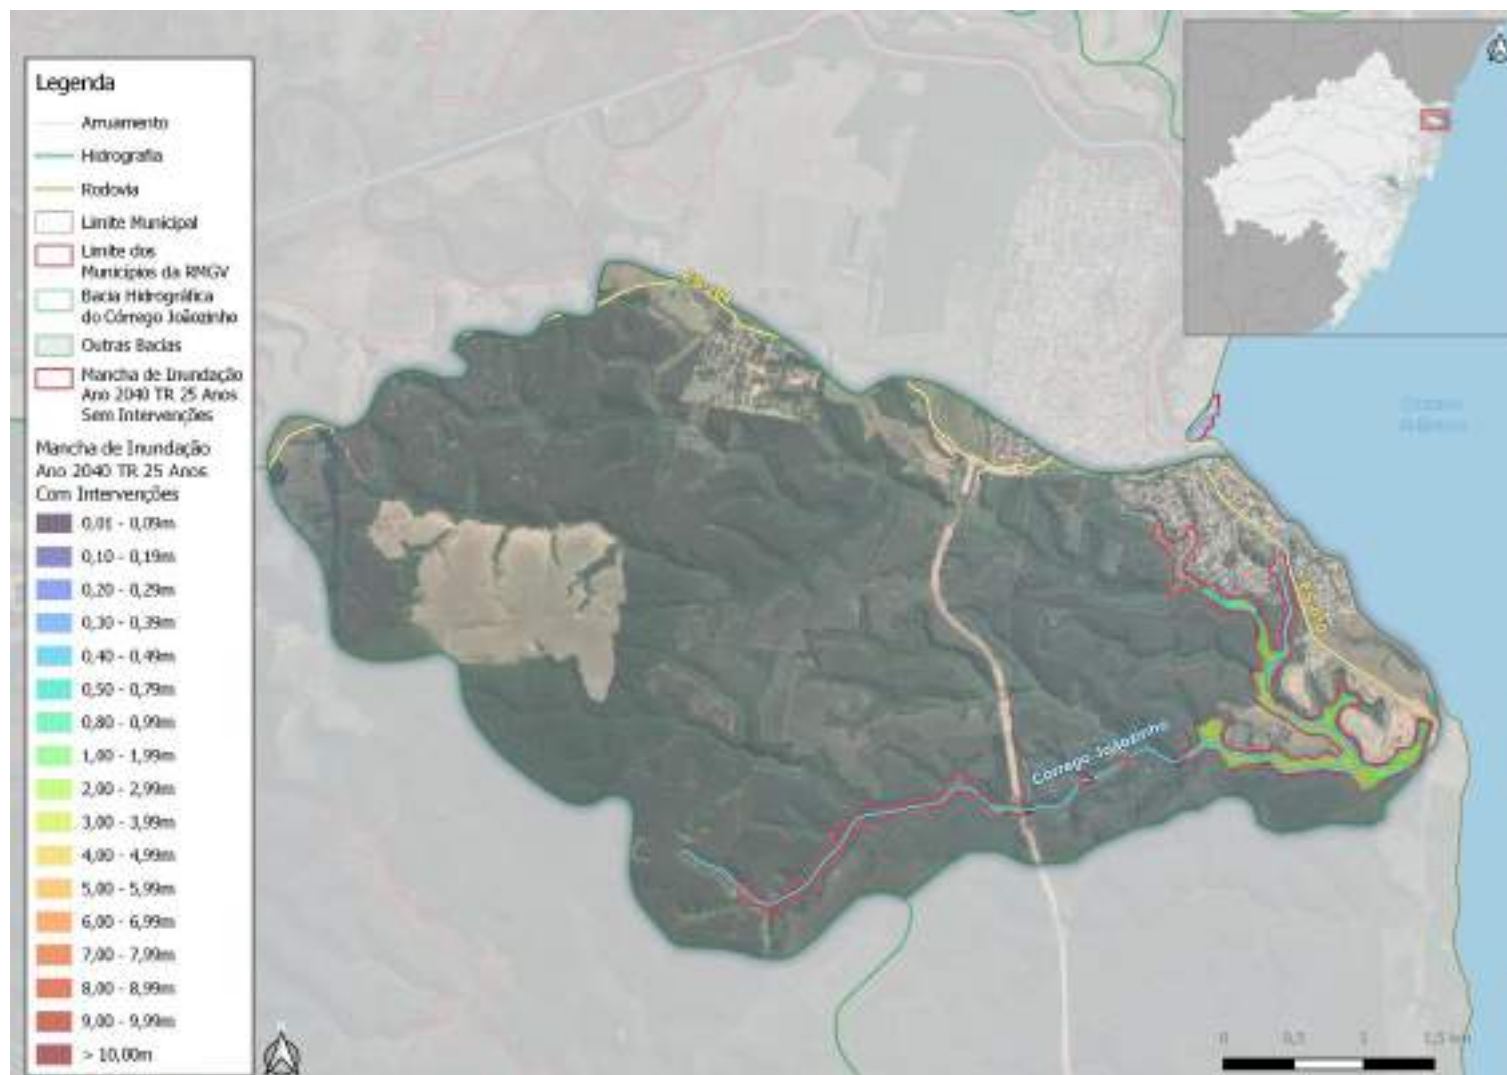 Legenda
Arruamento
Hidrografia
Rodovia
Limite Municipal
Limite dos
Municípios da RMGV
Bacia Hidrográfica
do Córrego Joãozinho
Outras Bacias
Mancha de Inundação
Ano 2040 TR 25 Anos
Sem Intervenções
Mancha de Inundação
Ano 2040 TR 25 Anos
Com Intervenções
0,01 - 0,09m
0,10 - 0,19m
0,20 - 0,29m
0,30 - 0,39m
0,40 - 0,49m
0,50 - 0,79m
0,80 - 0,99m
1,00 - 1,99m
2,00 - 2,99m
3,00 - 3,99m
4,00 - 4,99m
5,00 - 5,99m
6,00 - 6,99m
7,00 - 7,99m
8,00 - 8,99m
9,00 - 9,99m
> 10,00m
Córrego Joãozinho
ES-010
0 0,5 1 1,5 km